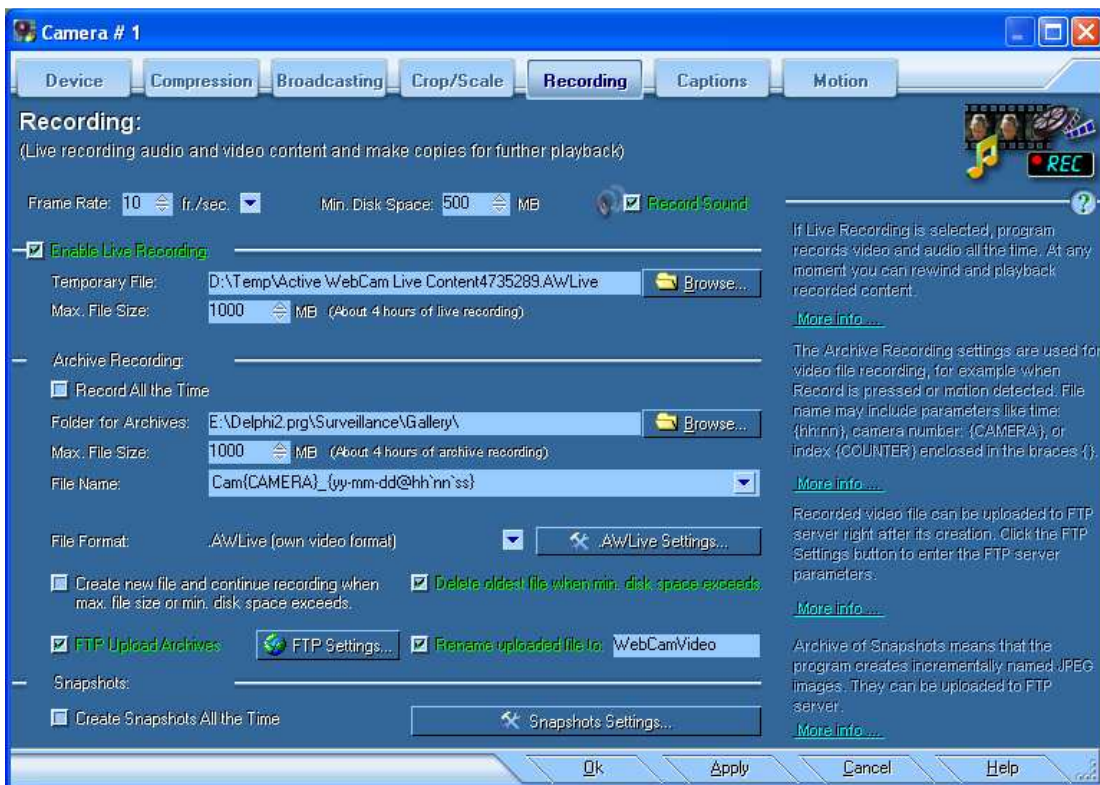 Camera # 1
Device Compression Broadcasting Crop/Scale Recording Captions Motion
Recording:
(Live recording audio and video content and make copies for further playback)
REC
Frame Rate: 10 fr./sec. Min. Disk Space: 500 MB Record Sound
?
Enable Live Recording:
Temporary File: D:\Temp\Active WebCam Live Content4735289.AWLive Browse...
Max. File Size: 1000 MB (About 4 hours of live recording)
Archive Recording:
Record All the Time
Folder for Archives: E:\Delphi2.prg\Surveillance\Gallery\ Browse...
Max. File Size: 1000 MB (About 4 hours of archive recording)
File Name: Cam{CAMERA}_{yy-mm-dd@hh`nn`ss}
File Format: .AWLive (own video format) .AWLive Settings...
Create new file and continue recording when
max. file size or min. disk space exceeds.
Delete oldest file when min. disk space exceeds
FTP Upload Archives FTP Settings... Rename uploaded file to: WebCamVideo
Snapshots:
Create Snapshots All the Time Snapshots Settings...
If Live Recording is selected, program
records video and audio all the time. At any
moment you can rewind and playback
recorded content.
More info ...
The Archive Recording settings are used for
video file recording, for example when
Record is pressed or motion detected. File
name may include parameters like time:
{hh:nn}, camera number: {CAMERA}, or
index {COUNTER} enclosed in the braces {}.
More info ...
Recorded video file can be uploaded to FTP
server right after its creation. Click the FTP
Settings button to enter the FTP server
parameters.
More info ...
Archive of Snapshots means that the
program creates incrementally named JPEG
images. They can be uploaded to FTP
server.
More info ...
Ok Apply Cancel Help